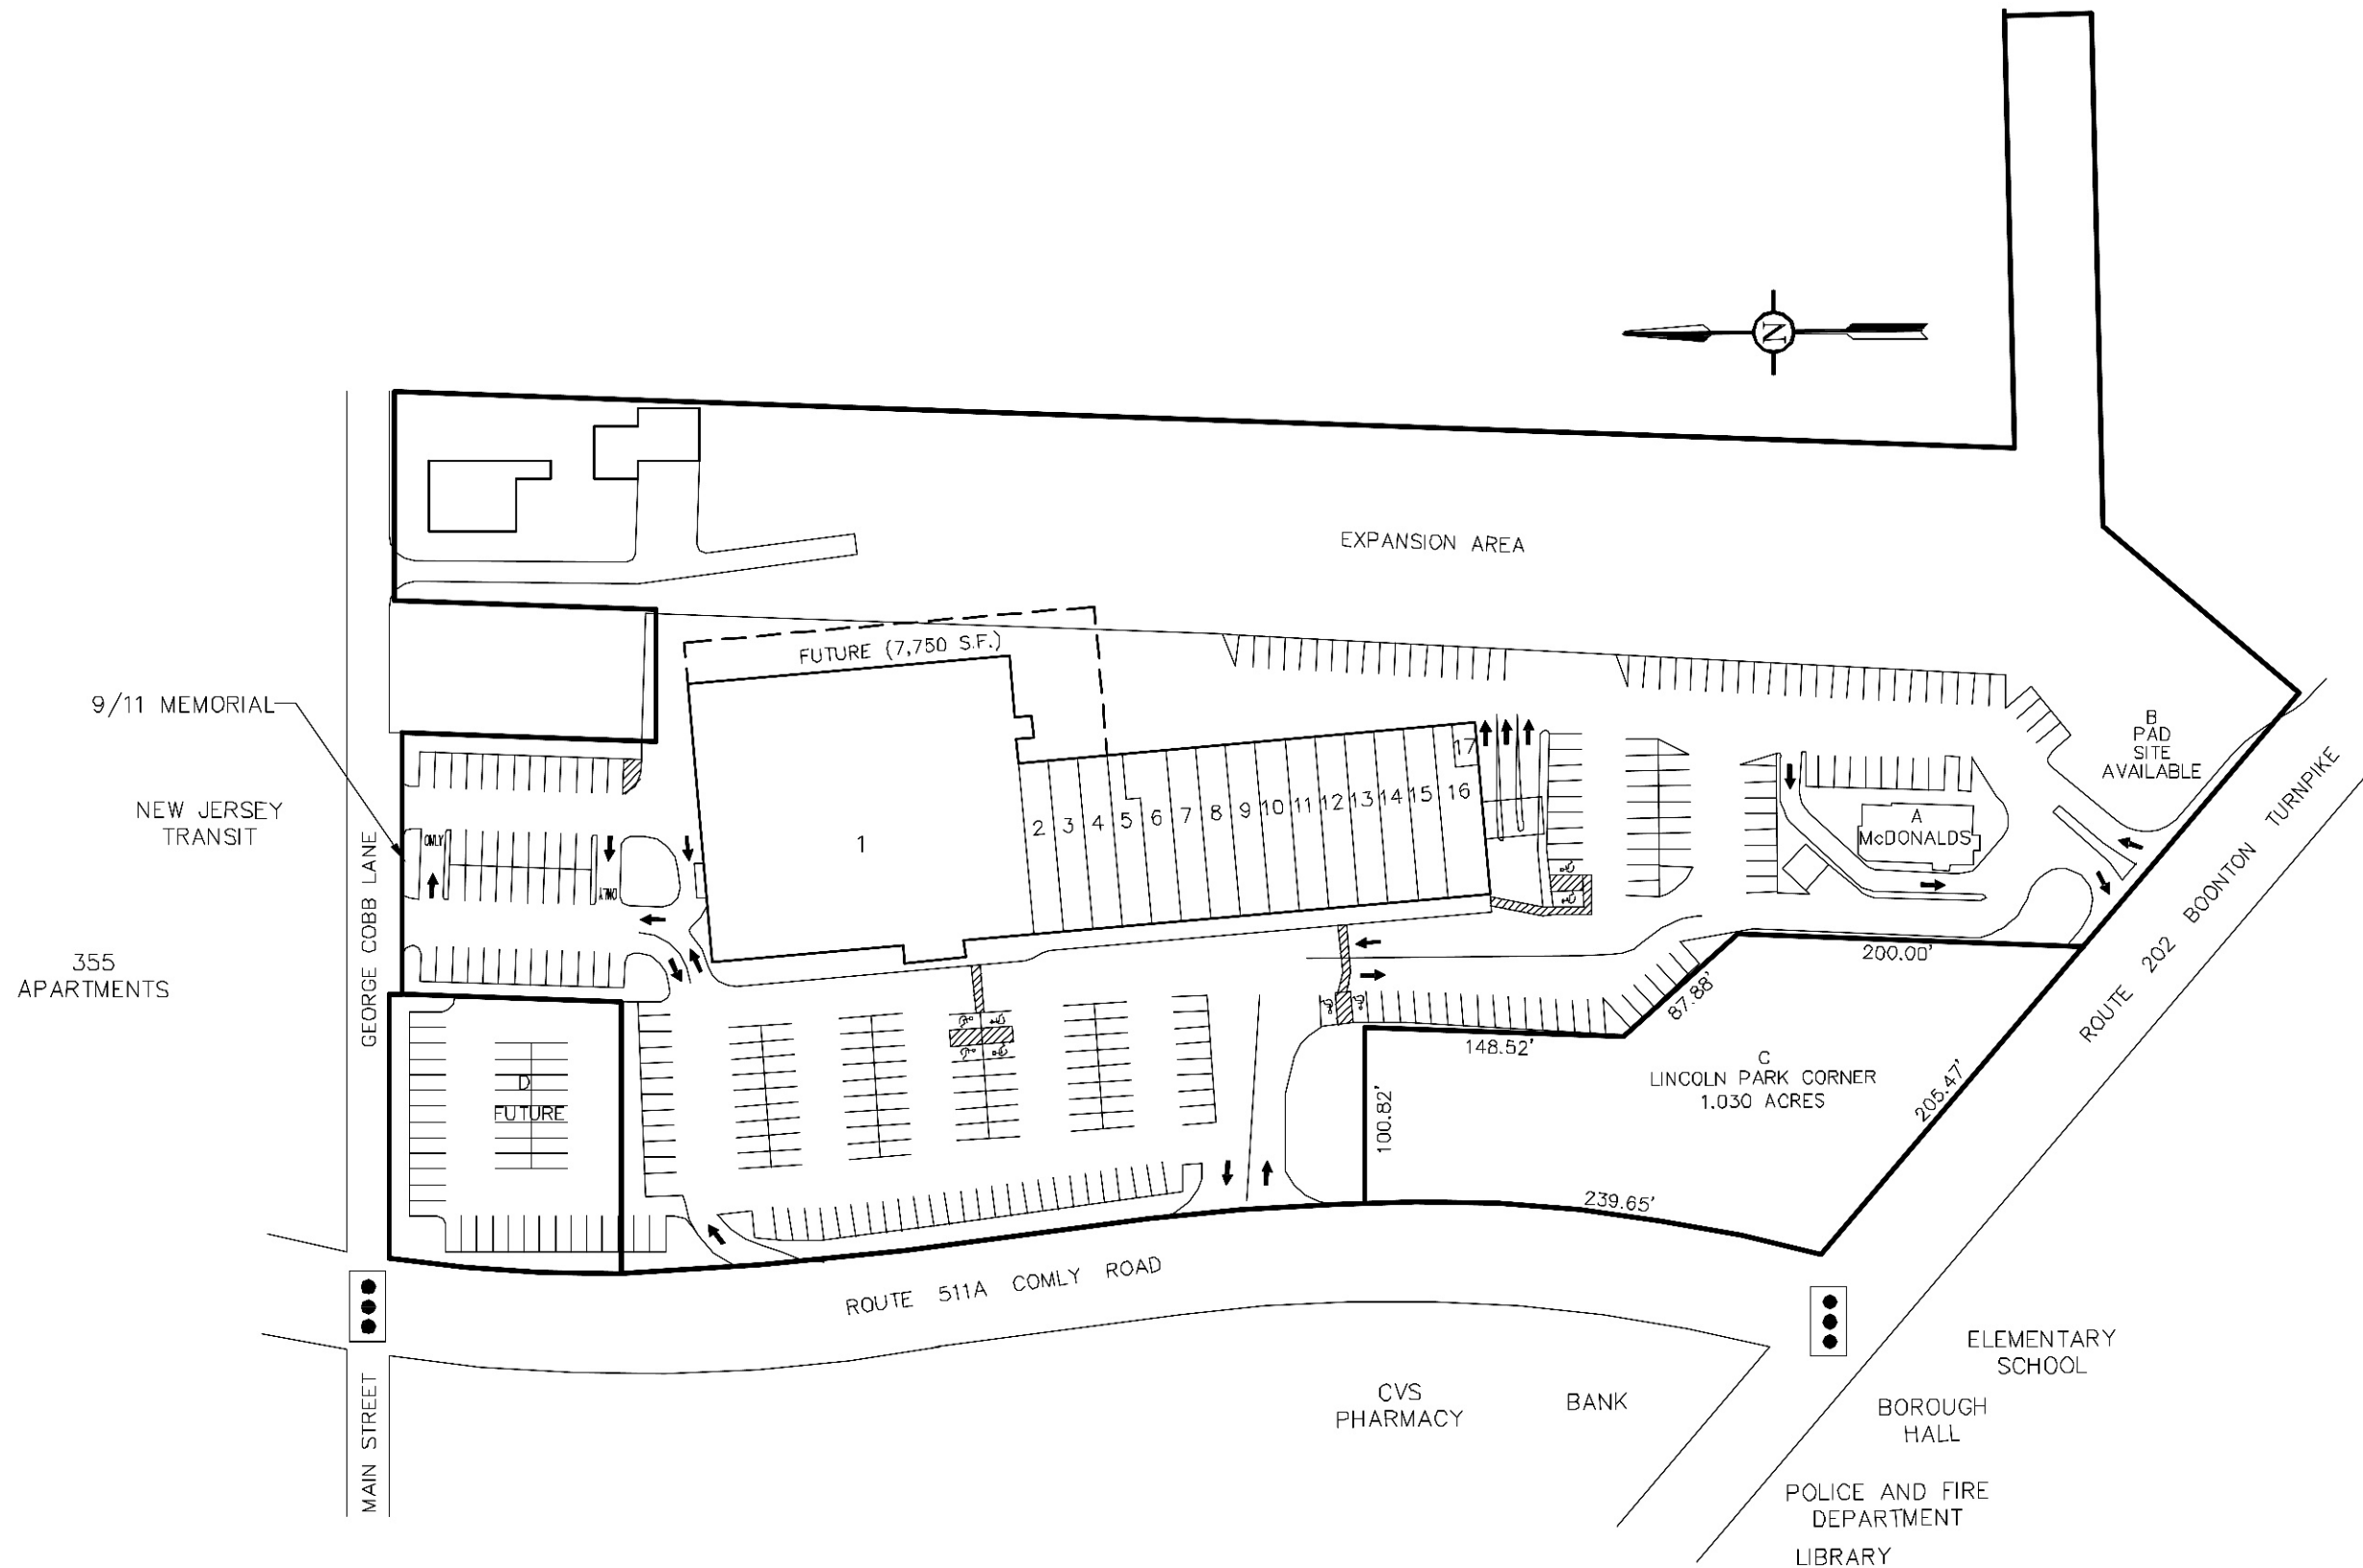 N
EXPANSION AREA
FUTURE (7,750 S.F.)
9/11 MEMORIAL
NEW JERSEY
TRANSIT
355
APARTMENTS
GEORGE COBB LANE
MAIN STREET
ONLY
ONLY
1
2
3
4
5
6
7
8
9
10
11
12
13
14
15
16
17
A
McDONALDS
B
PAD
SITE
AVAILABLE
ROUTE 202 BOONTON TURNPIKE
200.00'
87.88'
148.52'
100.82'
C
LINCOLN PARK CORNER
1.030 ACRES
205.47'
239.65'
D
FUTURE
ROUTE 511A COMLY ROAD
CVS
PHARMACY
BANK
ELEMENTARY
SCHOOL
BOROUGH
HALL
POLICE AND FIRE
DEPARTMENT
LIBRARY